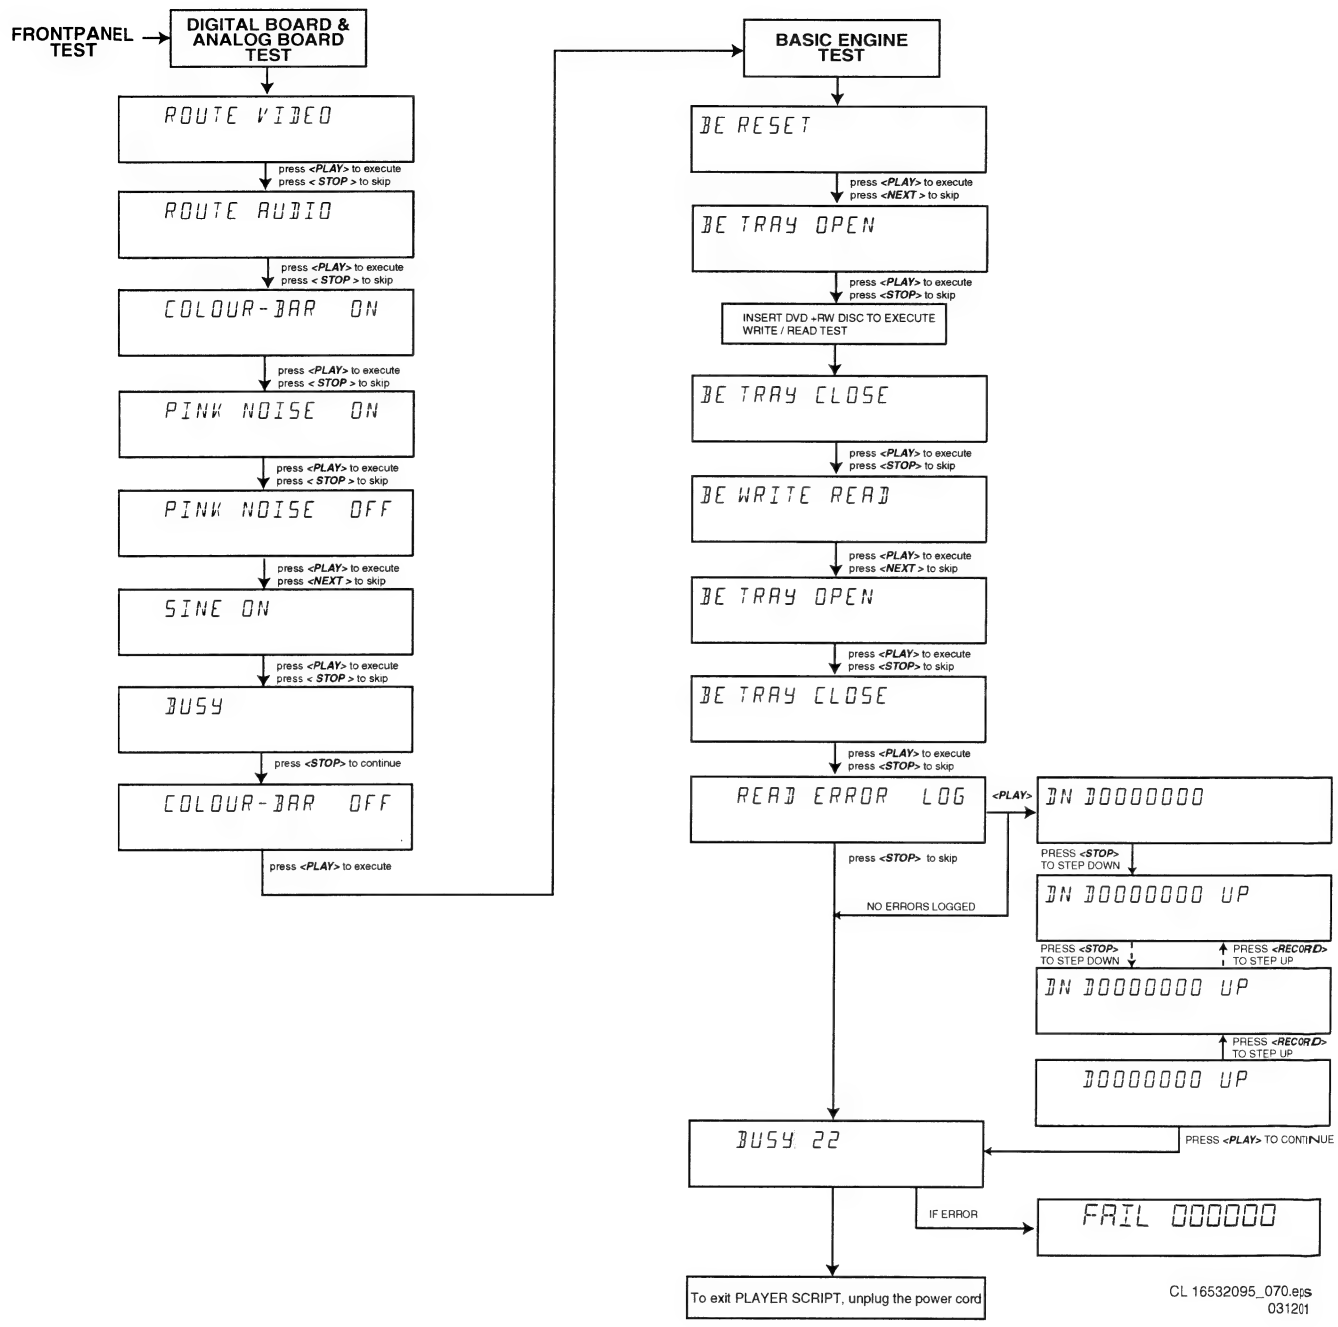 FRONTPANEL
TEST
DIGITAL BOARD &
ANALOG BOARD
TEST
ROUTE VIDEO
press <PLAY> to execute
press < STOP > to skip
ROUTE AUDIO
press <PLAY> to execute
press < STOP > to skip
COLOUR-BAR ON
press <PLAY> to execute
press < STOP > to skip
PINK NOISE ON
press <PLAY> to execute
press < STOP > to skip
PINK NOISE OFF
press <PLAY> to execute
press <NEXT > to skip
SINE ON
press <PLAY> to execute
press < STOP > to skip
BUSY
press <STOP> to continue
COLOUR-BAR OFF
press <PLAY> to execute
BASIC ENGINE
TEST
BE RESET
press <PLAY> to execute
press <NEXT > to skip
BE TRAY OPEN
press <PLAY> to execute
press <STOP> to skip
INSERT DVD +RW DISC TO EXECUTE
WRITE / READ TEST
BE TRAY CLOSE
press <PLAY> to execute
press <STOP> to skip
BE WRITE READ
press <PLAY> to execute
press <NEXT > to skip
BE TRAY OPEN
press <PLAY> to execute
press <STOP> to skip
BE TRAY CLOSE
press <PLAY> to execute
press <STOP> to skip
READ ERROR LOG
<PLAY>
press <STOP> to skip
NO ERRORS LOGGED
DN D0000000
PRESS <STOP>
TO STEP DOWN
DN D0000000 UP
PRESS <STOP>
TO STEP DOWN
PRESS <RECORD>
TO STEP UP
DN D0000000 UP
PRESS <RECORD>
TO STEP UP
D0000000 UP
PRESS <PLAY> TO CONTINUE
BUSY 22
IF ERROR
FAIL 000000
To exit PLAYER SCRIPT, unplug the power cord
CL 16532095_070.eps
031201